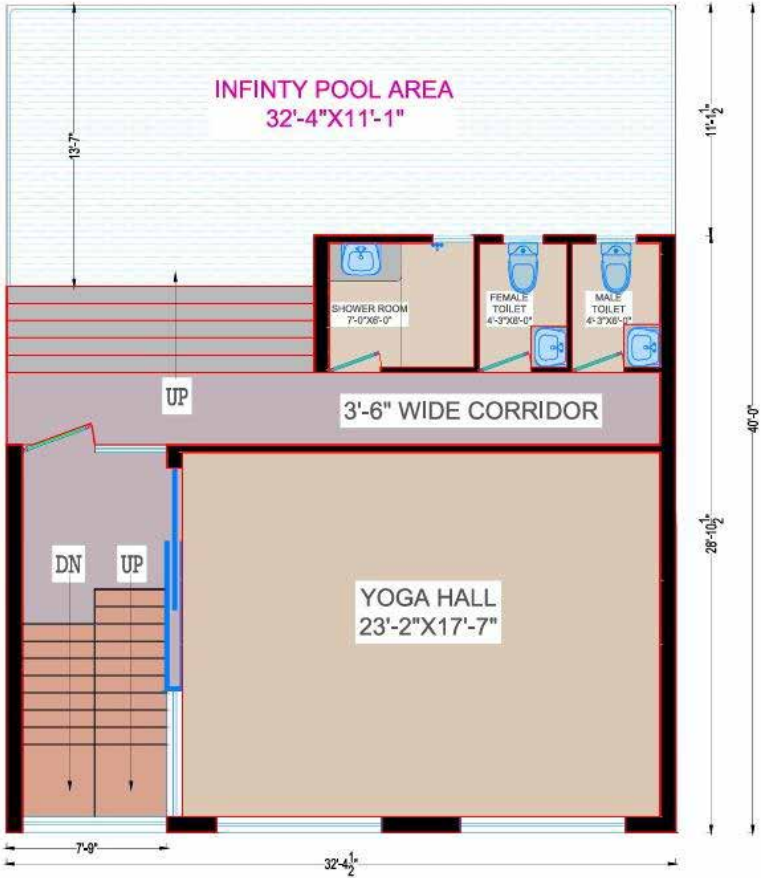 INFINTY POOL AREA
32'-4"X11'-1"
13'-7"
11'-1½"
SHOWER ROOM
7'-0"X6'-0"
FEMALE
TOILET
4'-3"X6'-0"
MALE
TOILET
4'-3"X6'-0"
UP
3'-6" WIDE CORRIDOR
40'-0"
28'-10½"
DN
UP
YOGA HALL
23'-2"X17'-7"
7'-9"
32'-4½"